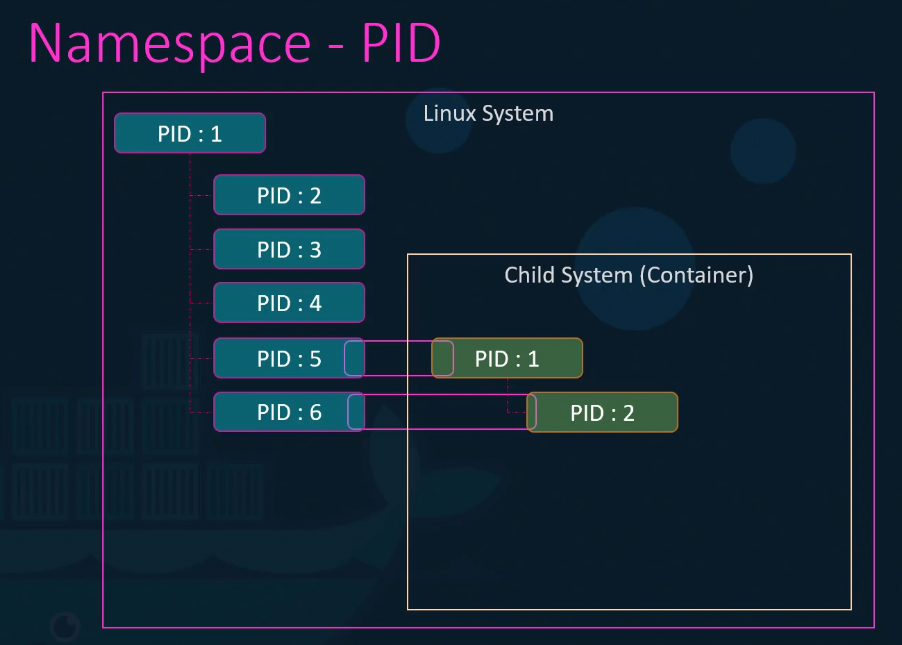 Namespace - PID
Linux System
PID : 1
PID : 2
PID : 3
PID : 4
PID : 5
PID : 6
Child System (Container)
PID : 1
PID : 2